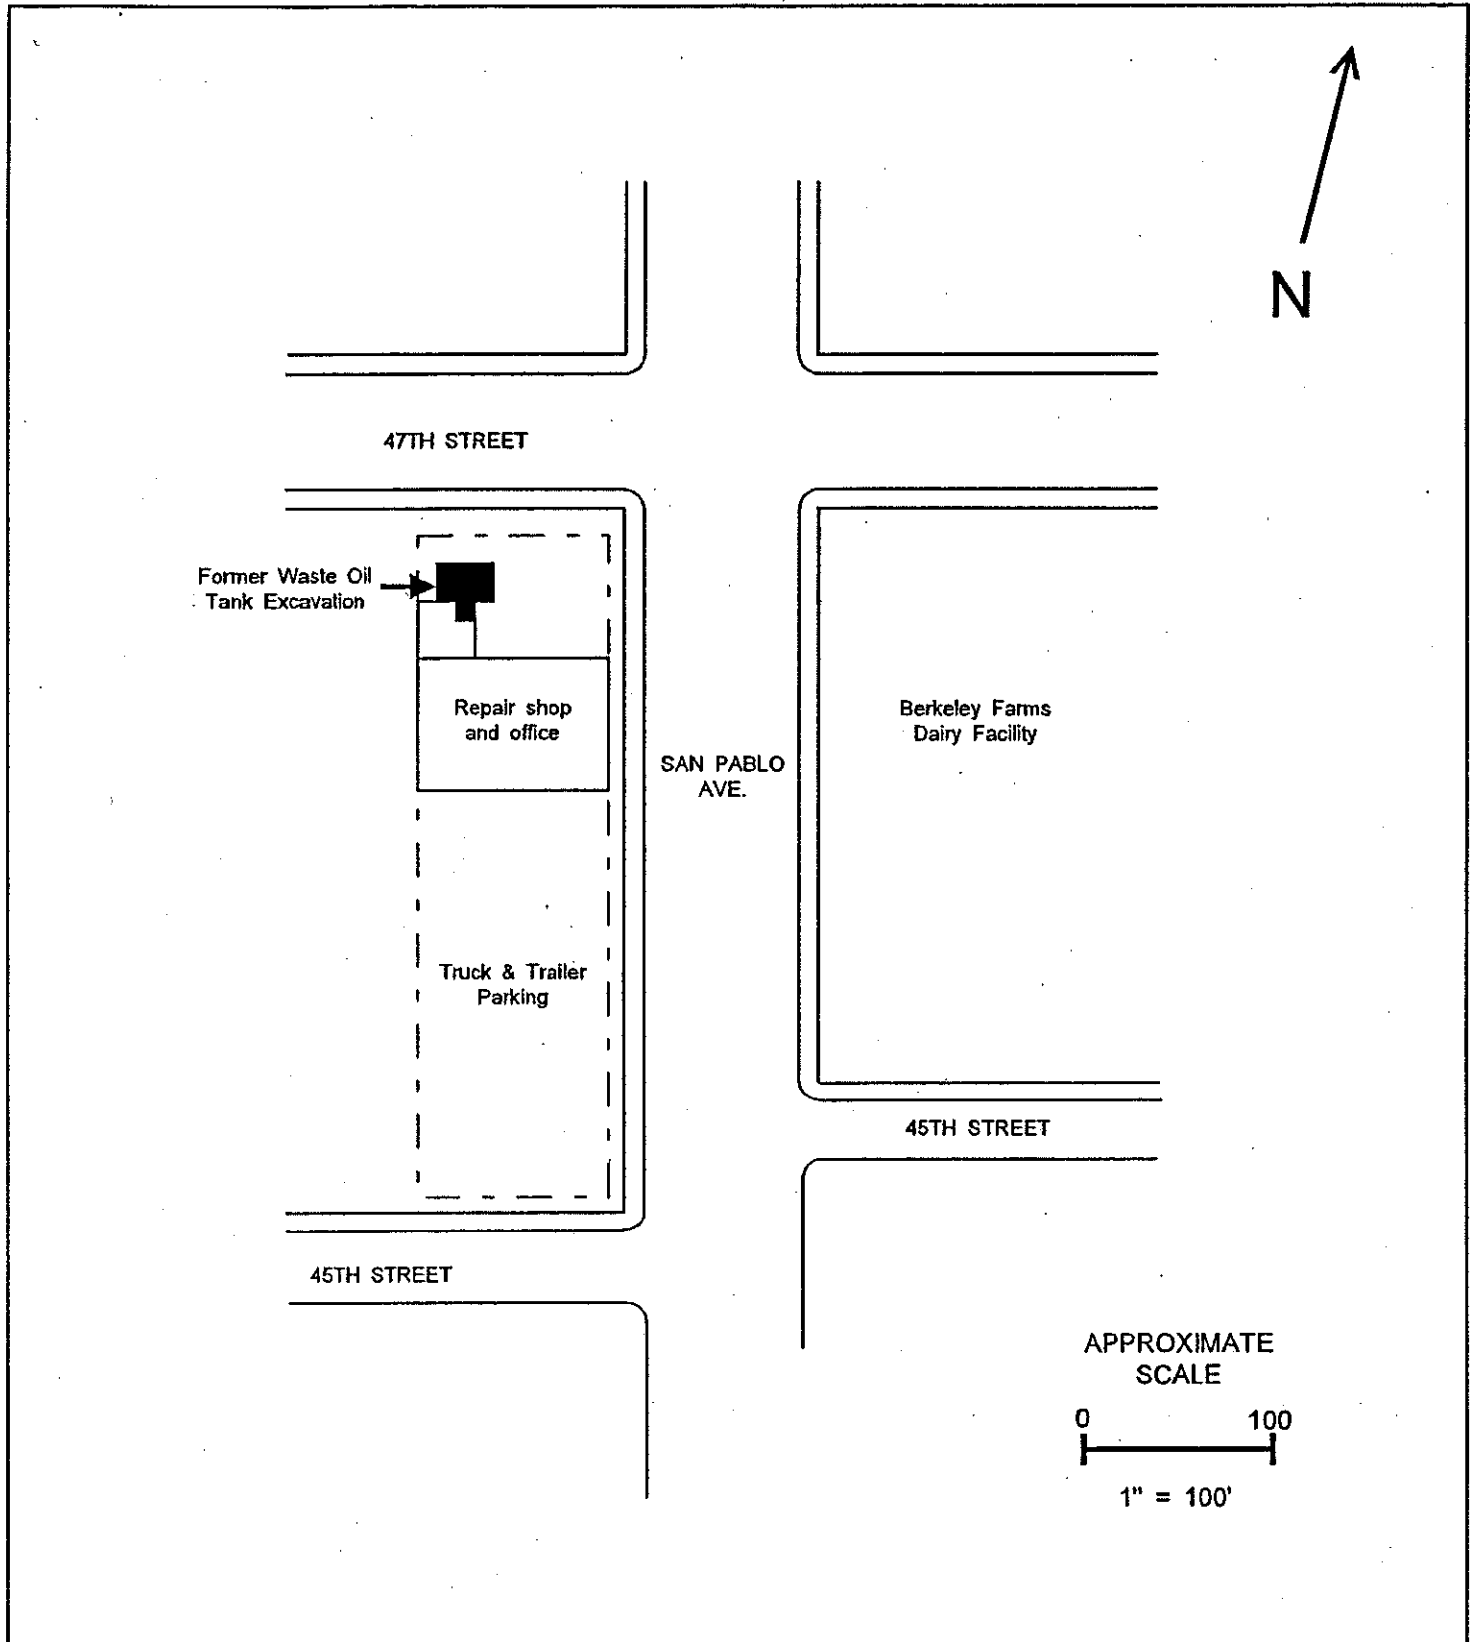 N
47TH STREET
Former Waste Oil
Tank Excavation
Repair shop
and office
Berkeley Farms
Dairy Facility
SAN PABLO
AVE.
Truck & Trailer
Parking
45TH STREET
45TH STREET
APPROXIMATE
SCALE
0 100
1" = 100'